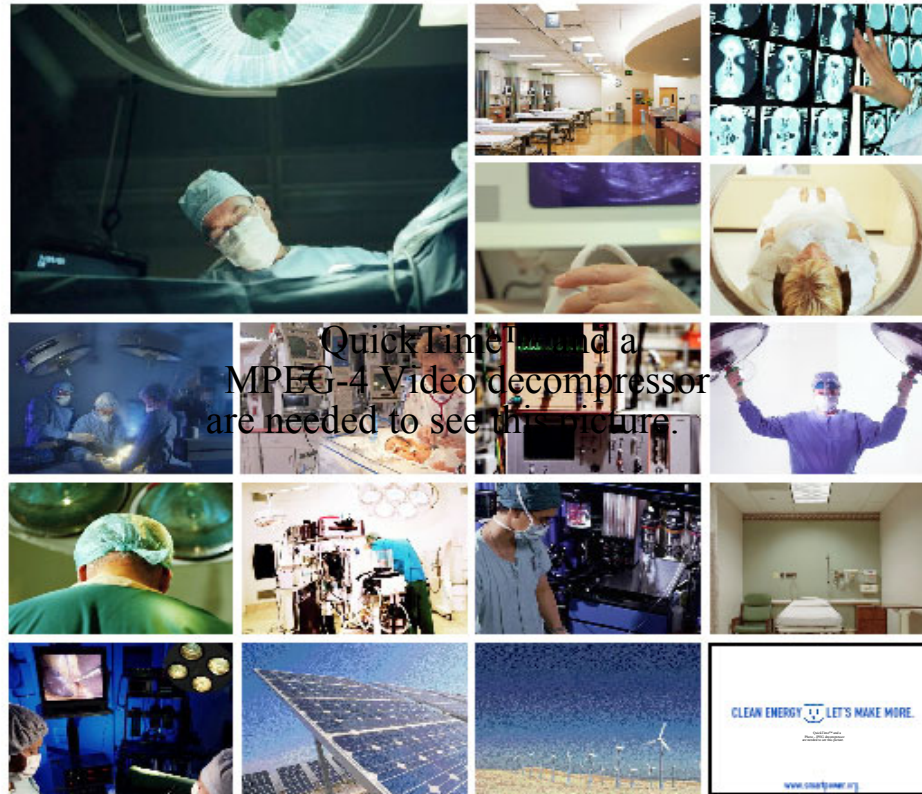 QuickTime™ and a
MPEG-4 Video decompressor
are needed to see this picture.
CLEAN ENERGY LET'S MAKE MORE.
www.smartpower.org